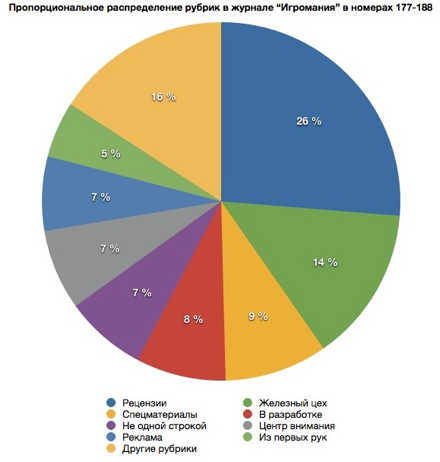 Пропорциональное распределение рубрик в журнале “Игромания” в номерах 177-188
26 %
14 %
9 %
8 %
7 %
7 %
7 %
5 %
16 %
Рецензии
Железный цех
Спецматериалы
В разработке
Не одной строкой
Центр внимания
Реклама
Из первых рук
Другие рубрики